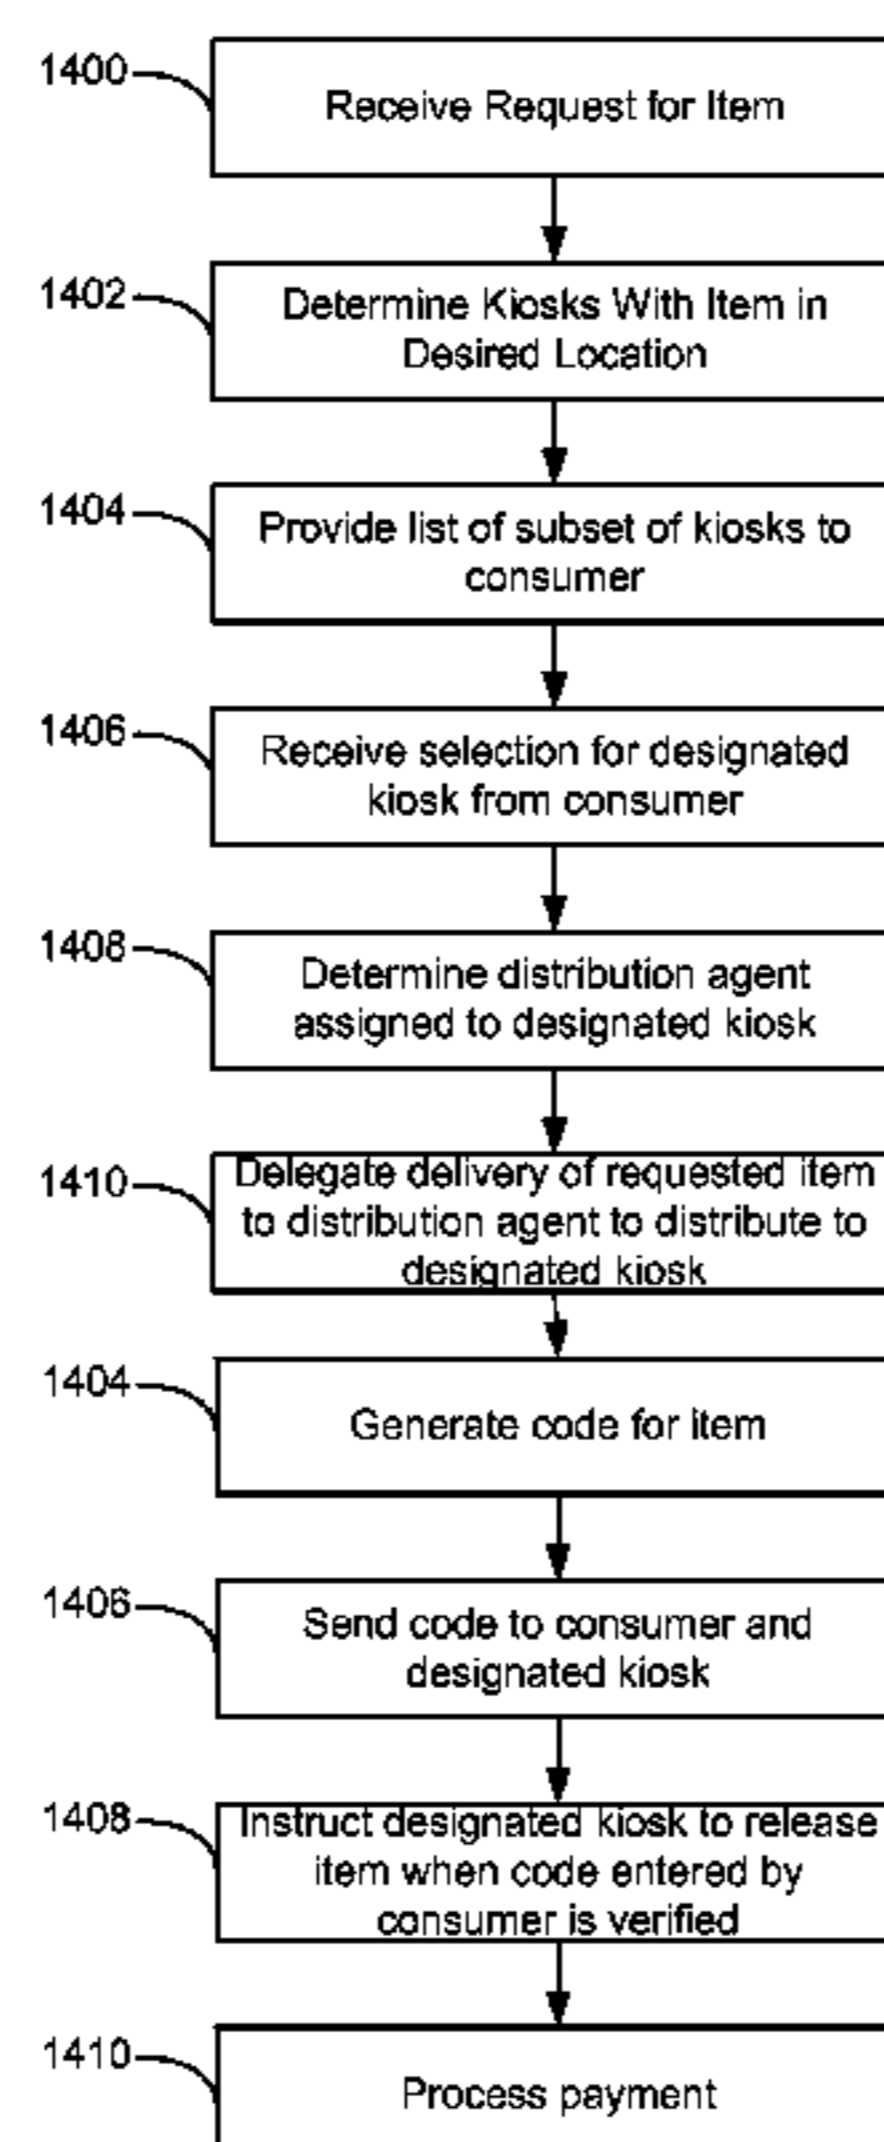 1400
Receive Request for Item
1402
Determine Kiosks With Item in
Desired Location
1404
Provide list of subset of kiosks to
consumer
1406
Receive selection for designated
kiosk from consumer
1408
Determine distribution agent
assigned to designated kiosk
1410
Delegate delivery of requested item
to distribution agent to distribute to
designated kiosk
1404
Generate code for item
1406
Send code to consumer and
designated kiosk
1408
Instruct designated kiosk to release
item when code entered by
consumer is verified
1410
Process payment